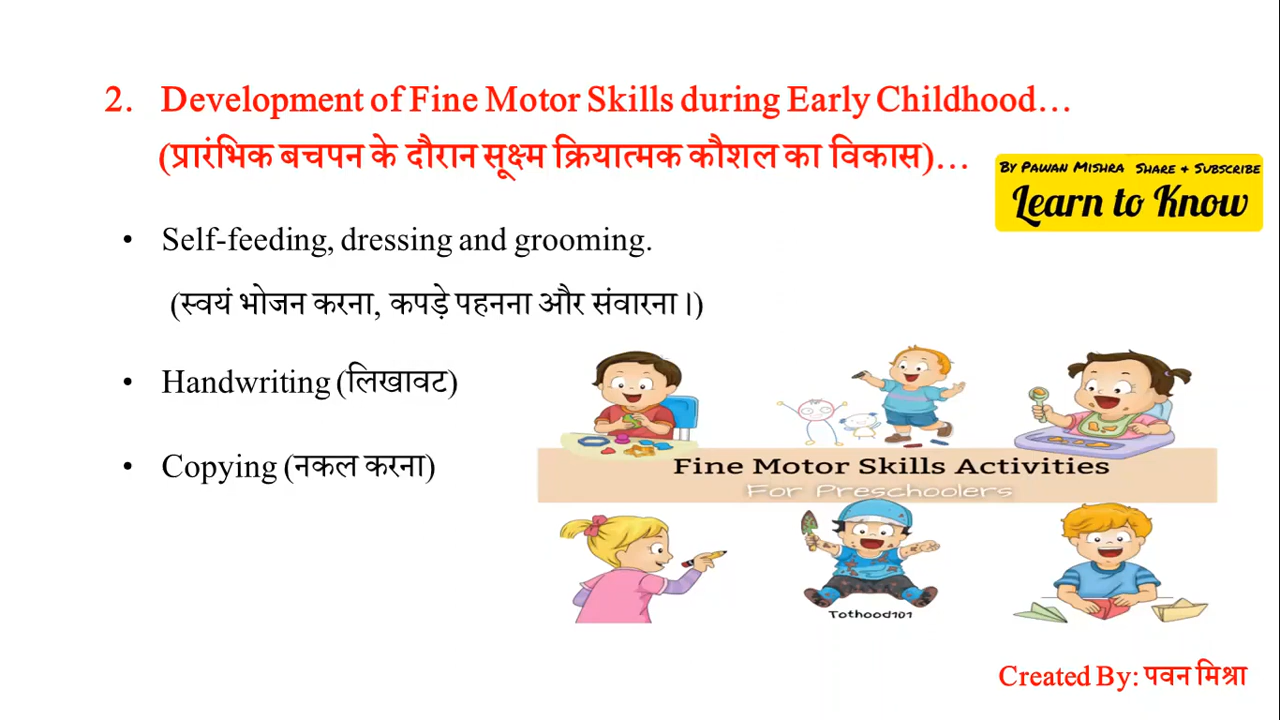 2. Development of Fine Motor Skills during Early Childhood…
(प्रारंभिक बचपन के दौरान सूक्ष्म क्रियात्मक कौशल का विकास)…
By Pawan Mishra Share + Subscribe
Learn to Know
• Self-feeding, dressing and grooming.
(स्वयं भोजन करना, कपड़े पहनना और संवारना।)
• Handwriting (लिखावट)
• Copying (नकल करना)
Fine Motor Skills Activities
For Preschoolers
Tothood101
Created By: पवन मिश्रा